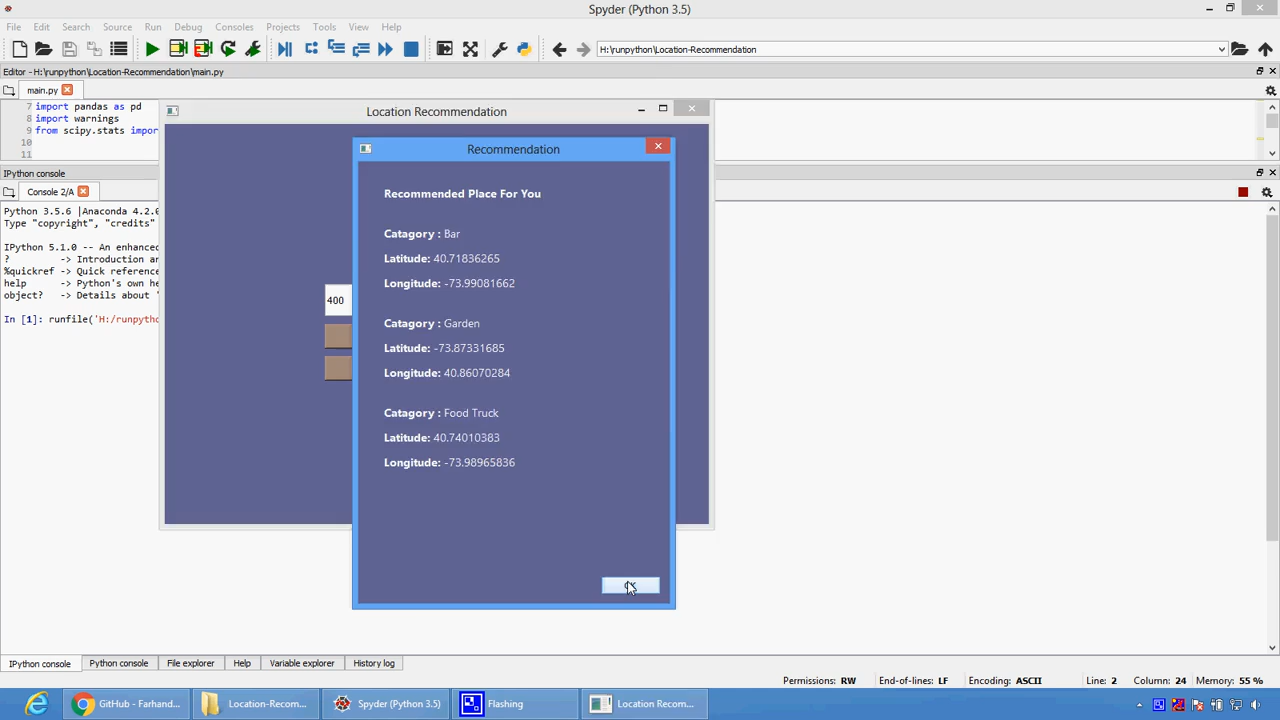 Spyder (Python 3.5)
File Edit Search Source Run Debug Consoles Projects Tools View Help
H:\runpython\Location-Recommendation
Editor - H:\runpython\Location-Recommendation\main.py
main.py
7 import pandas as pd
8 import warnings
9 from scipy.stats impor
10
11
IPython console
Console 2/A
Python 3.5.6 |Anaconda 4.2.0
Type "copyright", "credits"
IPython 5.1.0 -- An enhanced
? -> Introduction an
%quickref -> Quick reference
help -> Python's own he
object? -> Details about '
In [1]: runfile('H:/runpytho
Location Recommendation
400
Recommendation
Recommended Place For You
Catagory : Bar
Latitude: 40.71836265
Longitude: -73.99081662
Catagory : Garden
Latitude: -73.87331685
Longitude: 40.86070284
Catagory : Food Truck
Latitude: 40.74010383
Longitude: -73.98965836
IPython console Python console File explorer Help Variable explorer History log
Permissions: RW End-of-lines: LF Encoding: ASCII Line: 2 Column: 24 Memory: 55 %
GitHub - Farhand... Location-Recom... Spyder (Python 3.5) Flashing Location Recom...